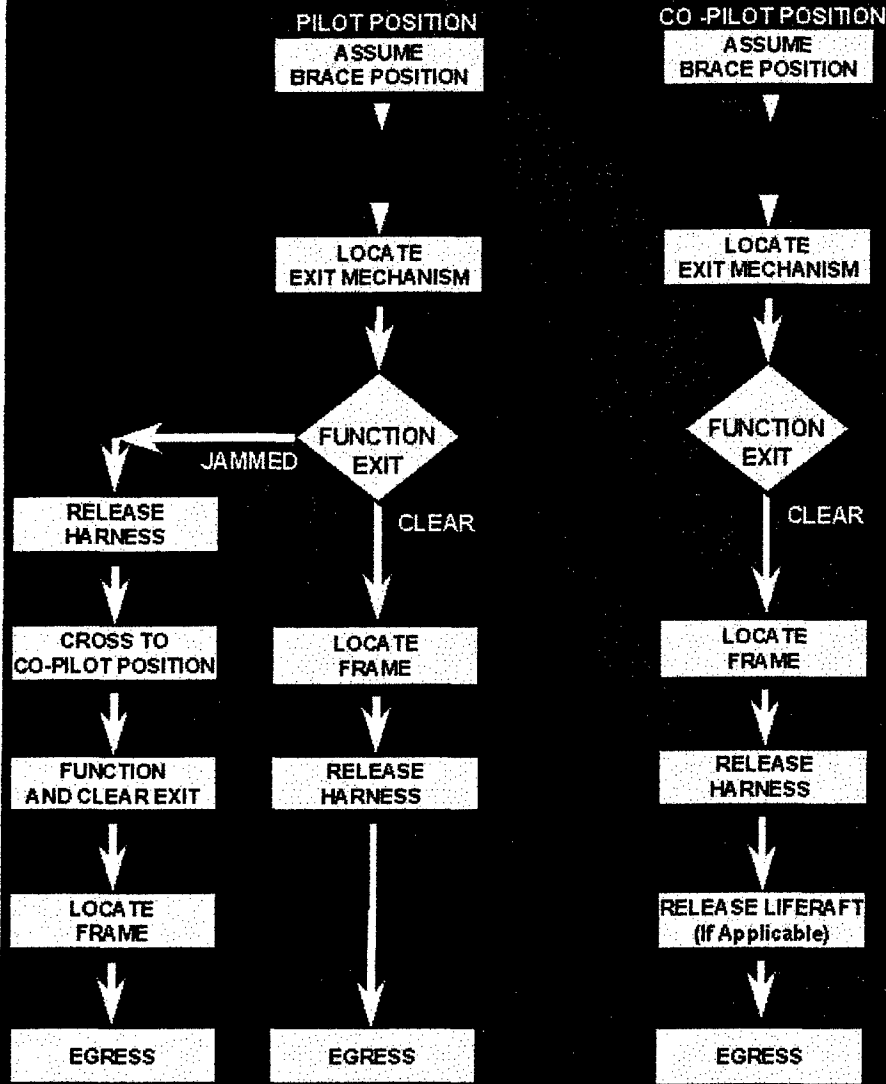 PILOT POSITION
ASSUME
BRACE POSITION
LOCATE
EXIT MECHANISM
FUNCTION
EXIT
JAMMED
CLEAR
RELEASE
HARNESS
CROSS TO
CO-PILOT POSITION
FUNCTION
AND CLEAR EXIT
LOCATE
FRAME
EGRESS
LOCATE
FRAME
RELEASE
HARNESS
EGRESS
CO -PILOT POSITION
ASSUME
BRACE POSITION
LOCATE
EXIT MECHANISM
FUNCTION
EXIT
CLEAR
LOCATE
FRAME
RELEASE
HARNESS
RELEASE LIFERAFT
(If Applicable)
EGRESS